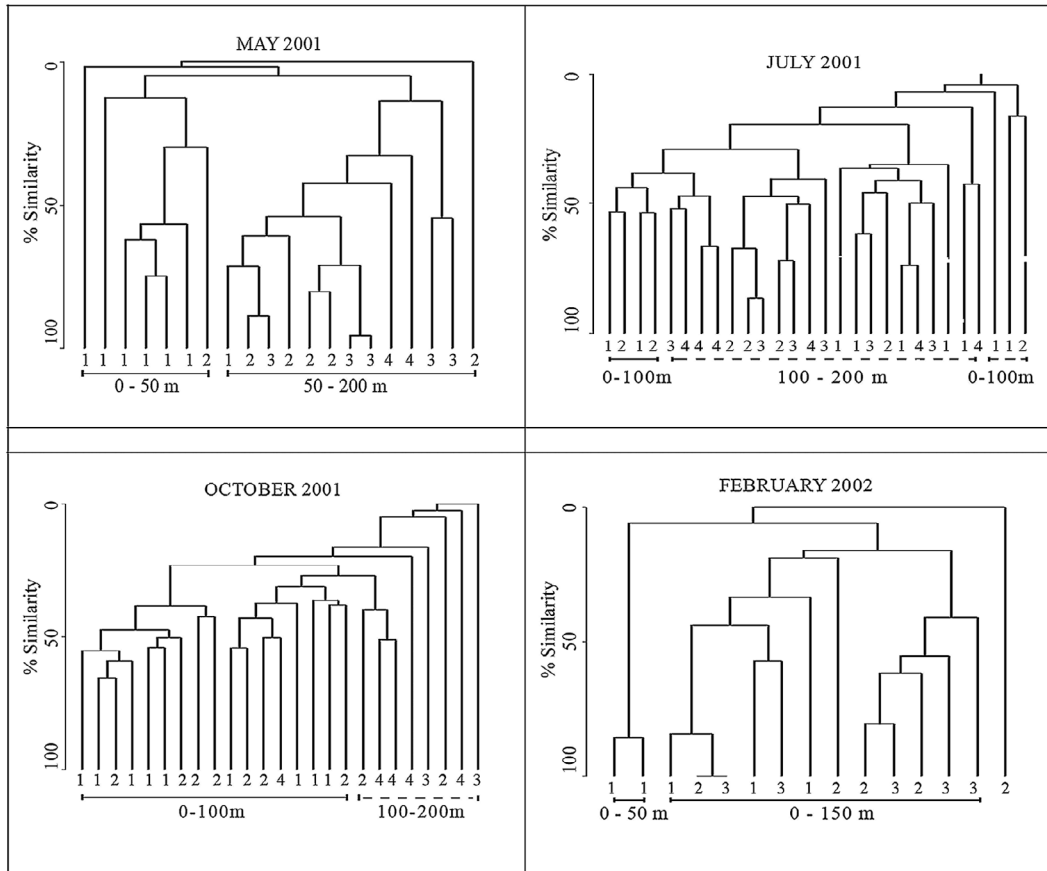 MAY 2001
% Similarity
0
50
100
1 1 1 1 1 1 2 1 2 3 2 2 2 3 3 4 4 3 3 2
0 - 50 m 50 - 200 m
JULY 2001
% Similarity
0
50
100
1 2 1 2 3 4 4 4 2 2 3 2 3 4 3 1 1 3 2 1 4 3 1 1 4 1 1 2
0-100m 100 - 200 m 0-100m
OCTOBER 2001
% Similarity
0
50
100
1 1 2 1 1 1 2 2 2 1 2 2 4 1 1 1 2 2 4 4 4 3 2 4 3
0-100m 100-200m
FEBRUARY 2002
% Similarity
0
50
100
1 1 1 2 3 1 3 1 2 2 3 2 3 3 2
0 - 50 m 0 - 150 m